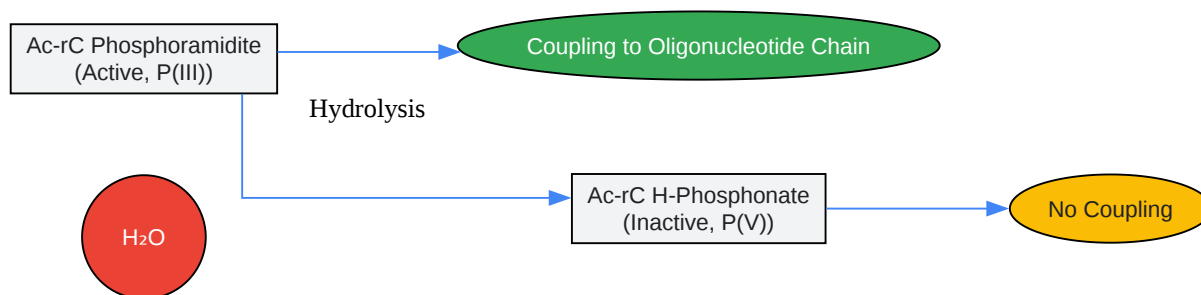 Ac-rC Phosphoramidite
(Active, P(III))
Coupling to Oligonucleotide Chain
Hydrolysis
Ac-rC H-Phosphonate
(Inactive, P(V))
No Coupling
H₂O